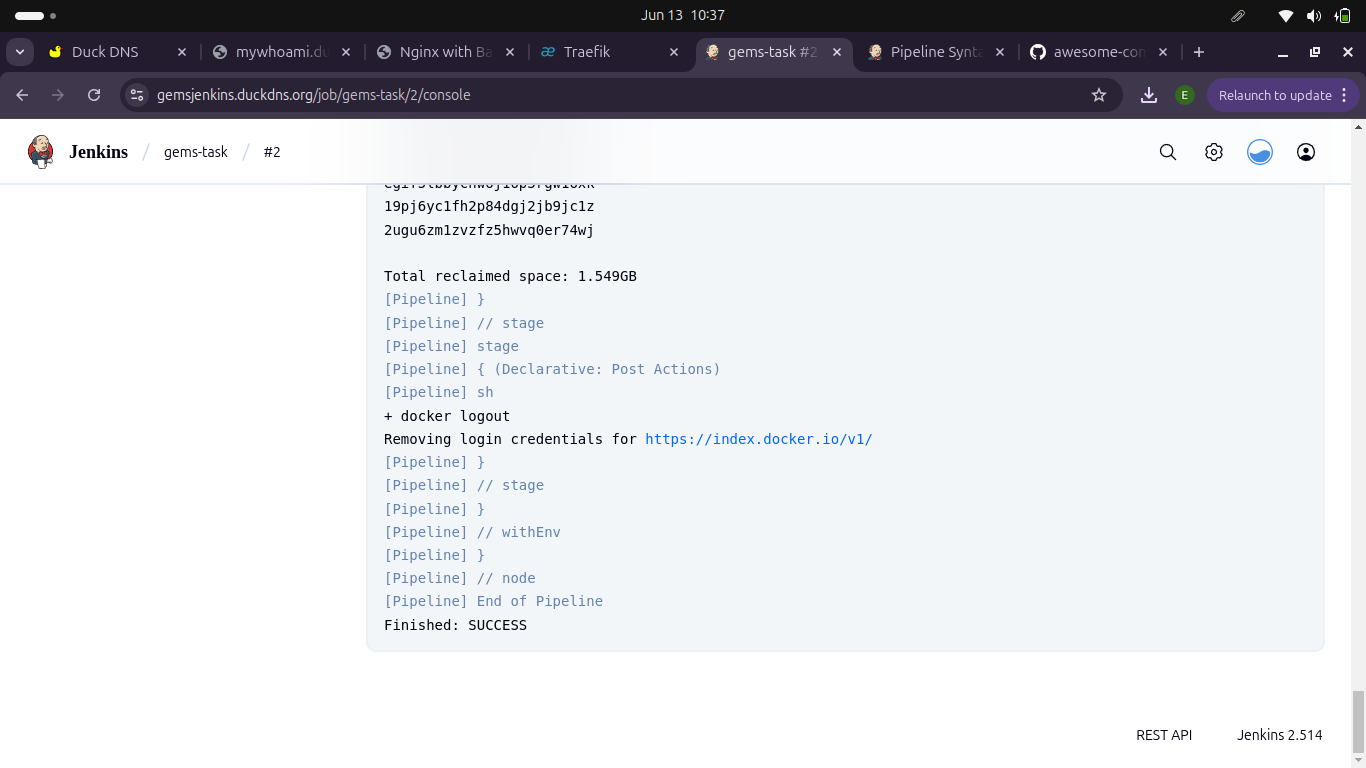 Jun 13 10:37
Duck DNS
mywhoami.du
Nginx with Ba
Traefik
gems-task #2
Pipeline Synta
awesome-con
gemsjenkins.duckdns.org/job/gems-task/2/console
E
Relaunch to update
Jenkins
gems-task
#2
19pj6yc1fh2p84dgj2jb9jc1z
2ugu6zm1zvzfz5hwvq0er74wj
Total reclaimed space: 1.549GB
[Pipeline] }
[Pipeline] // stage
[Pipeline] stage
[Pipeline] { (Declarative: Post Actions)
[Pipeline] sh
+ docker logout
Removing login credentials for https://index.docker.io/v1/
[Pipeline] }
[Pipeline] // stage
[Pipeline] }
[Pipeline] // withEnv
[Pipeline] }
[Pipeline] // node
[Pipeline] End of Pipeline
Finished: SUCCESS
REST API
Jenkins 2.514